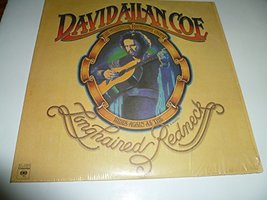 DAVID ALLAN COE
RIDES AGAIN AS THE
Longhaired Redneck